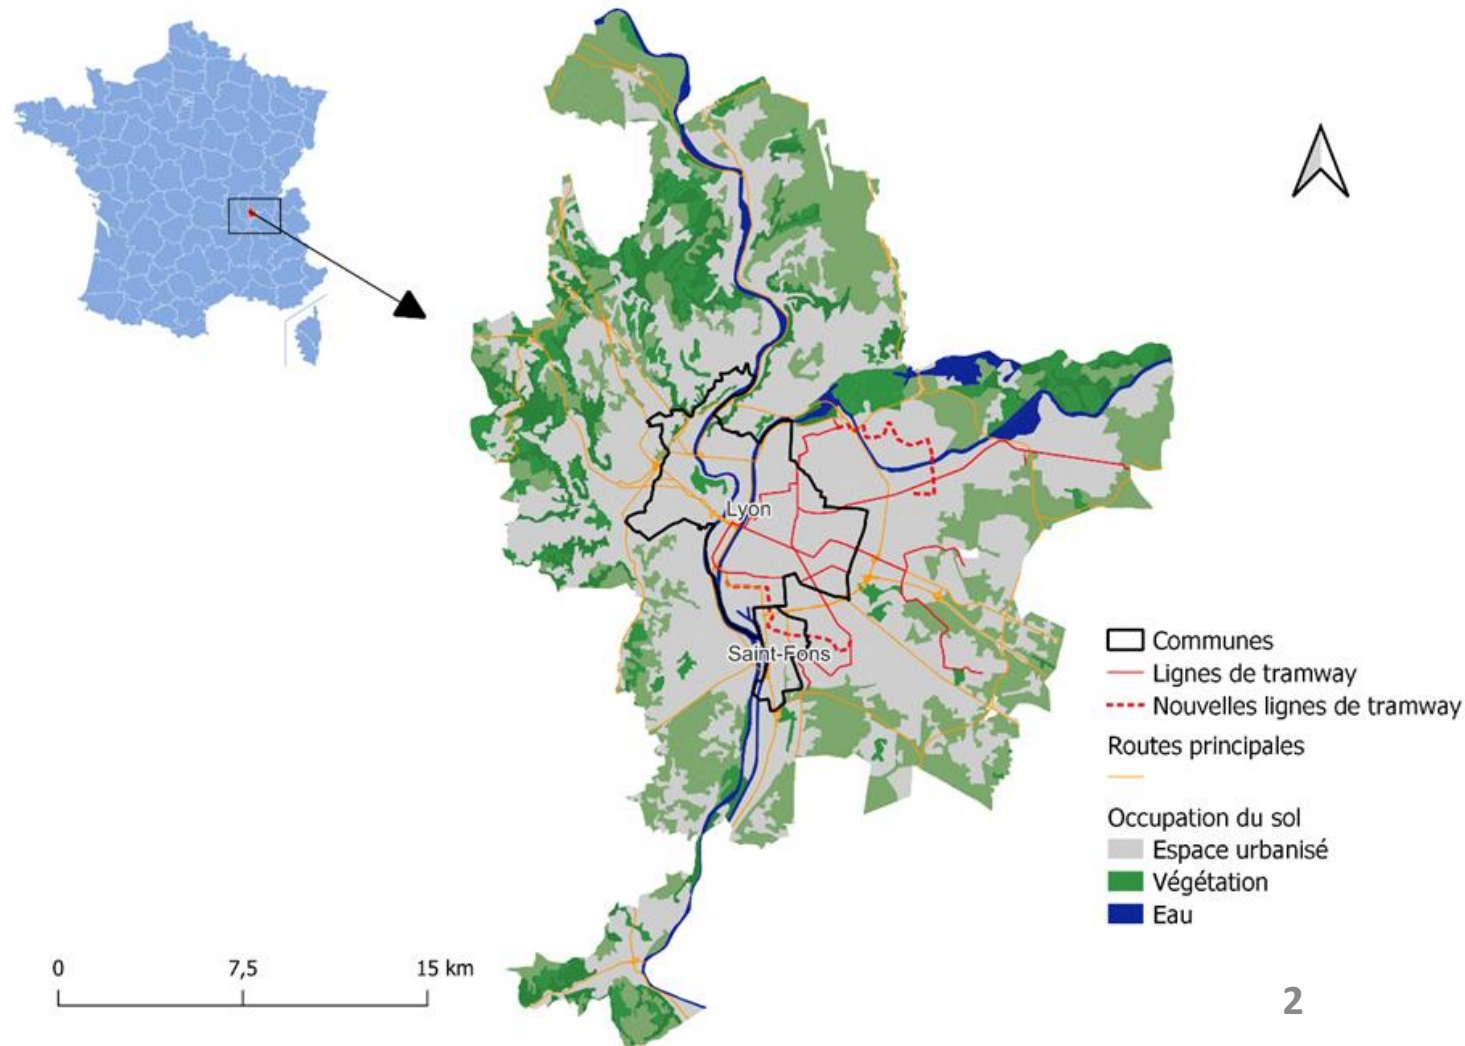 Lyon
Saint-Fons
Communes
Lignes de tramway
Nouvelles lignes de tramway
Routes principales
Occupation du sol
Espace urbanisé
Végétation
Eau
0 7,5 15 km
2